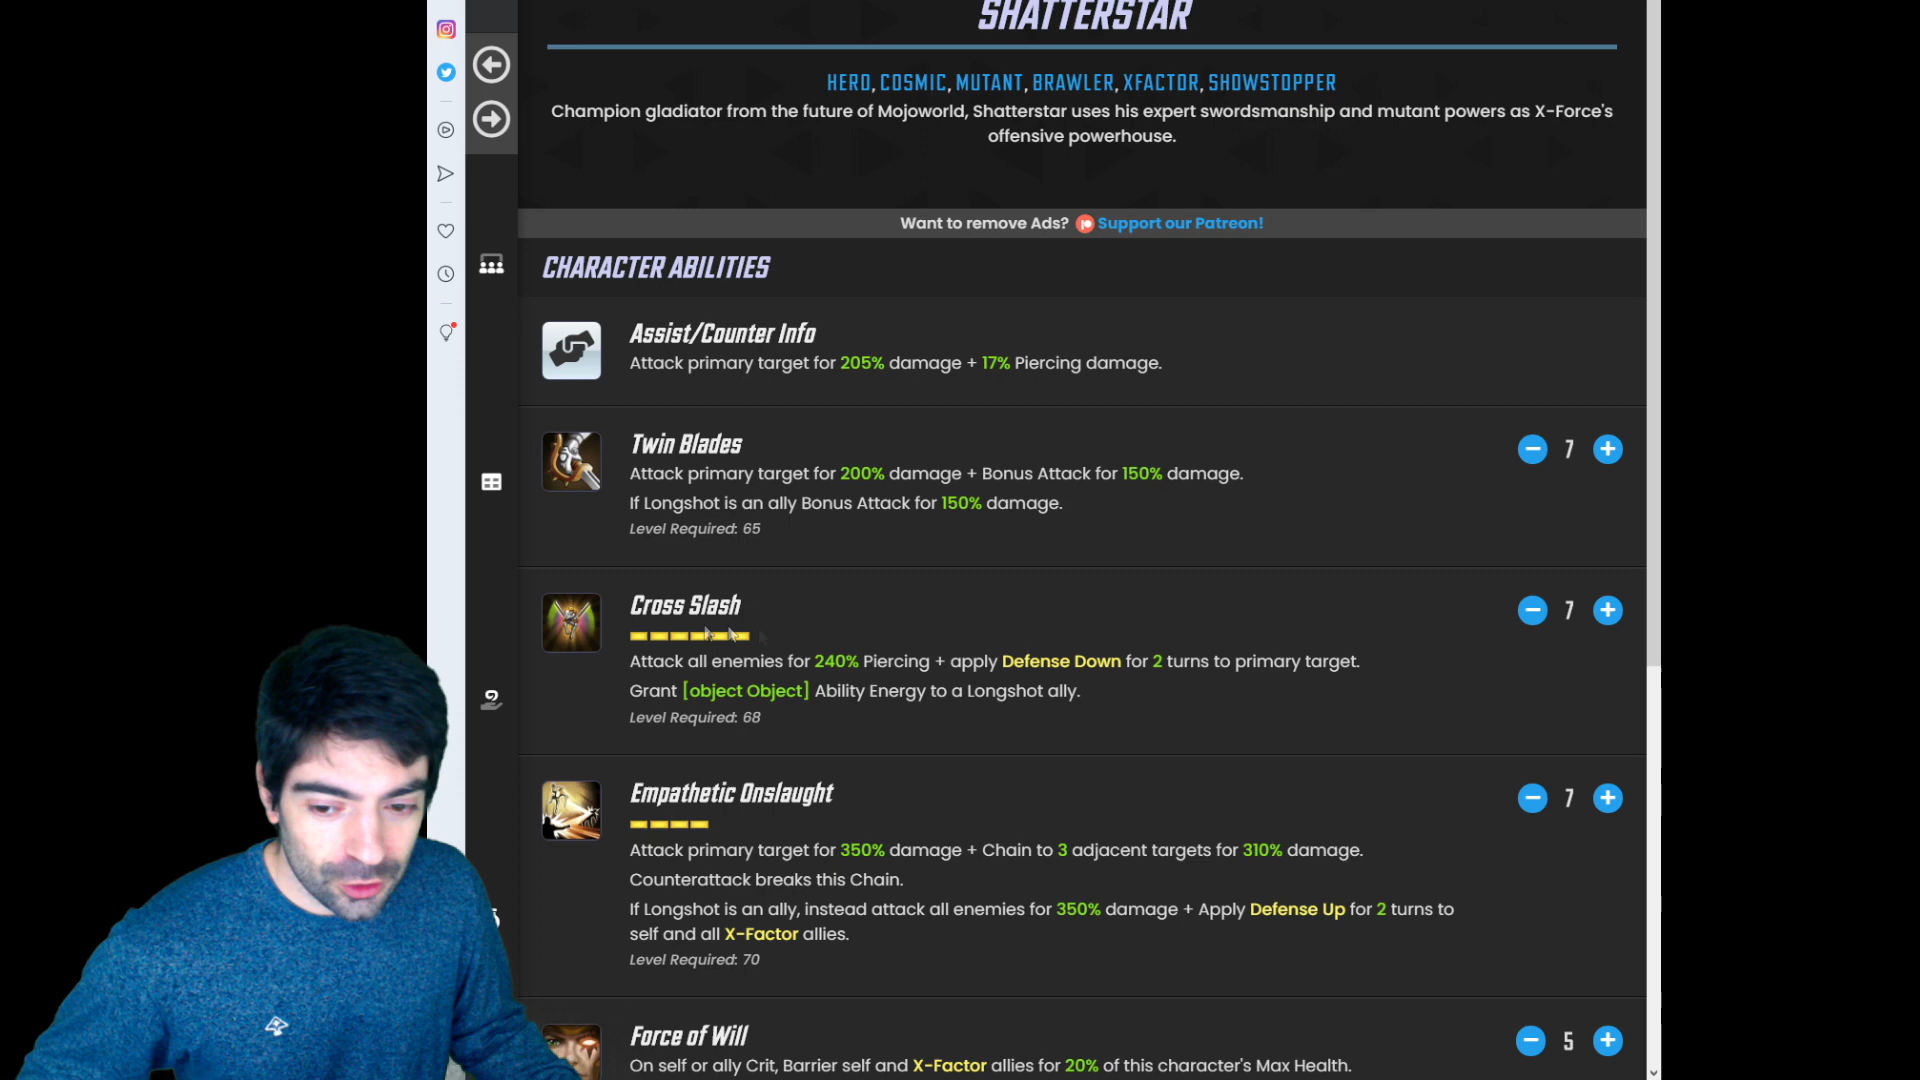 SHATTERSTAR
HERO, COSMIC, MUTANT, BRAWLER, XFACTOR, SHOWSTOPPER
Champion gladiator from the future of Mojoworld, Shatterstar uses his expert swordsmanship and mutant powers as X-Force's
offensive powerhouse.
Want to remove Ads? Support our Patreon!
CHARACTER ABILITIES
Assist/Counter Info
Attack primary target for 205% damage + 17% Piercing damage.
Twin Blades
7
Attack primary target for 200% damage + Bonus Attack for 150% damage.
If Longshot is an ally Bonus Attack for 150% damage.
Level Required: 65
Cross Slash
7
Attack all enemies for 240% Piercing + apply Defense Down for 2 turns to primary target.
Grant [object Object] Ability Energy to a Longshot ally.
Level Required: 68
Empathetic Onslaught
7
Attack primary target for 350% damage + Chain to 3 adjacent targets for 310% damage.
Counterattack breaks this Chain.
If Longshot is an ally, instead attack all enemies for 350% damage + Apply Defense Up for 2 turns to
self and all X-Factor allies.
Level Required: 70
Force of Will
5
On self or ally Crit, Barrier self and X-Factor allies for 20% of this character's Max Health.